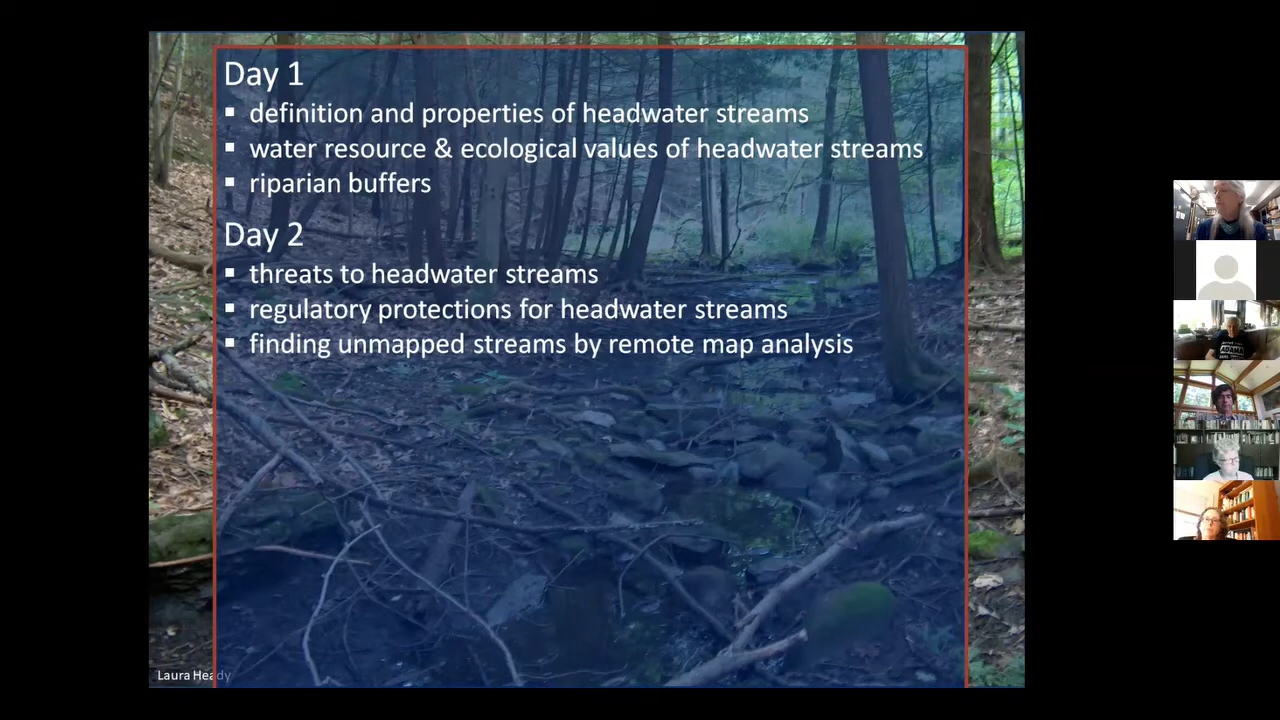 Day 1
▪ definition and properties of headwater streams
▪ water resource & ecological values of headwater streams
▪ riparian buffers
Day 2
▪ threats to headwater streams
▪ regulatory protections for headwater streams
▪ finding unmapped streams by remote map analysis
Laura Heady